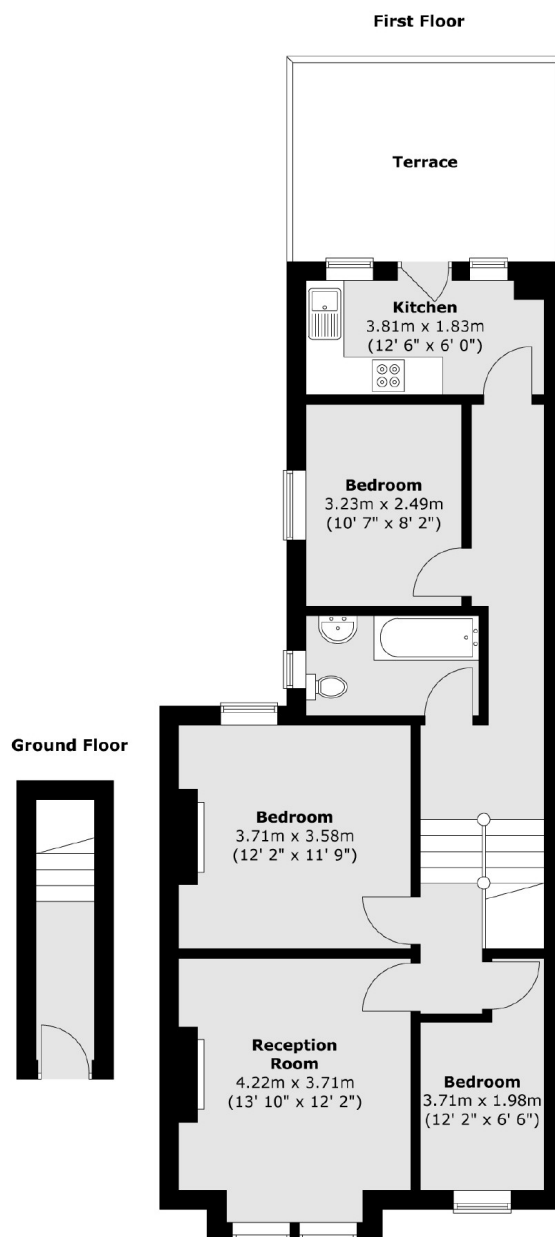 First Floor
Terrace
Kitchen
3.81m x 1.83m
(12' 6" x 6' 0")
Bedroom
3.23m x 2.49m
(10' 7" x 8' 2")
Ground Floor
Bedroom
3.71m x 3.58m
(12' 2" x 11' 9")
Reception
Room
4.22m x 3.71m
(13' 10" x 12' 2")
Bedroom
3.71m x 1.98m
(12' 2" x 6' 6")